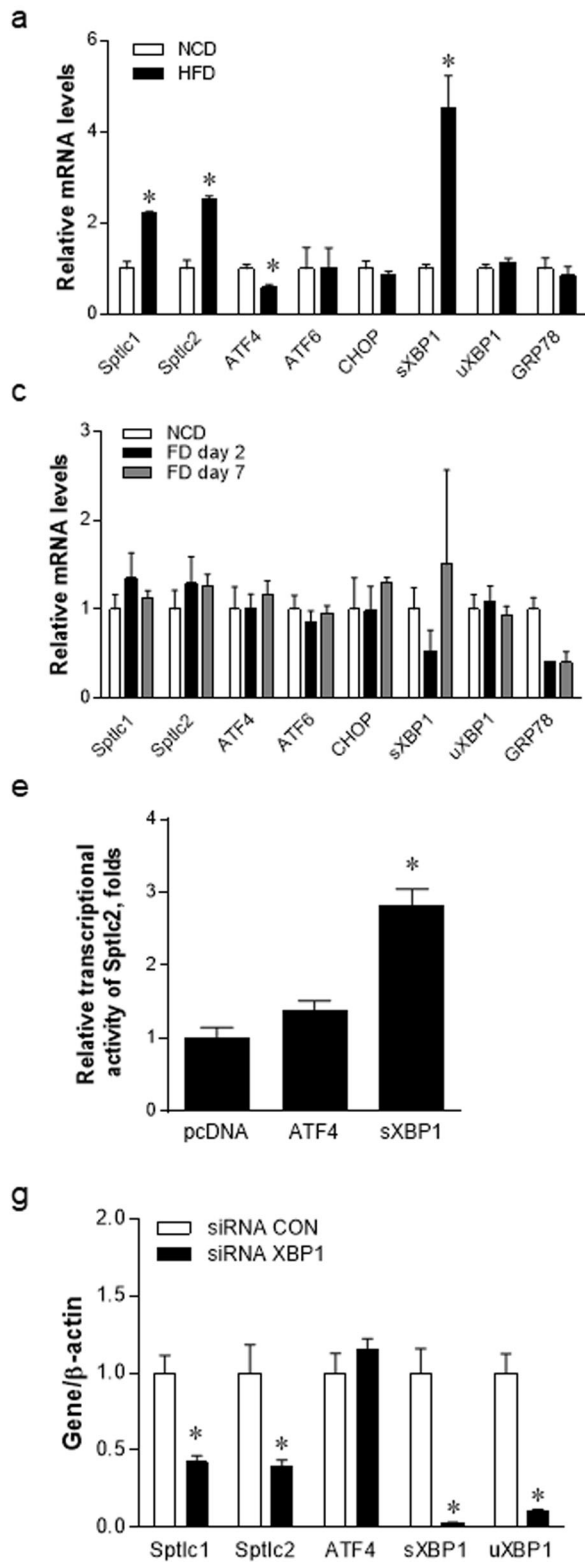 a
Relative mRNA levels
6
4
2
0
NCD
HFD
*
*
*
*
Sptlc1
Sptlc2
ATF4
ATF6
CHOP
sXBP1
uXBP1
GRP78
c
Relative mRNA levels
3
2
1
0
NCD
FD day 2
FD day 7
Sptlc1
Sptlc2
ATF4
ATF6
CHOP
sXBP1
uXBP1
GRP78
e
Relative transcriptional
activity of Sptlc2, folds
4
3
2
1
0
*
pcDNA
ATF4
sXBP1
g
Gene/β-actin
2.0
1.5
1.0
0.5
0.0
siRNA CON
siRNA XBP1
*
*
*
*
Sptlc1
Sptlc2
ATF4
sXBP1
uXBP1